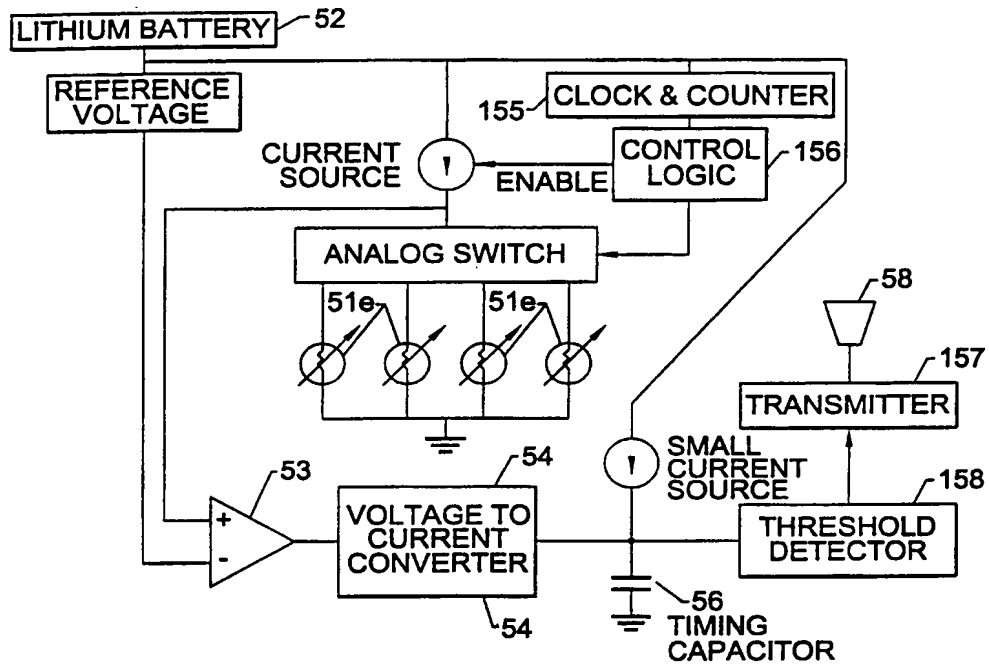 LITHIUM BATTERY
52
REFERENCE
VOLTAGE
155
CLOCK & COUNTER
CURRENT
SOURCE
ENABLE
CONTROL
LOGIC
156
ANALOG SWITCH
51e
51e
58
157
TRANSMITTER
SMALL
CURRENT
SOURCE
158
THRESHOLD
DETECTOR
53
+
-
54
VOLTAGE TO
CURRENT
CONVERTER
54
56
TIMING
CAPACITOR